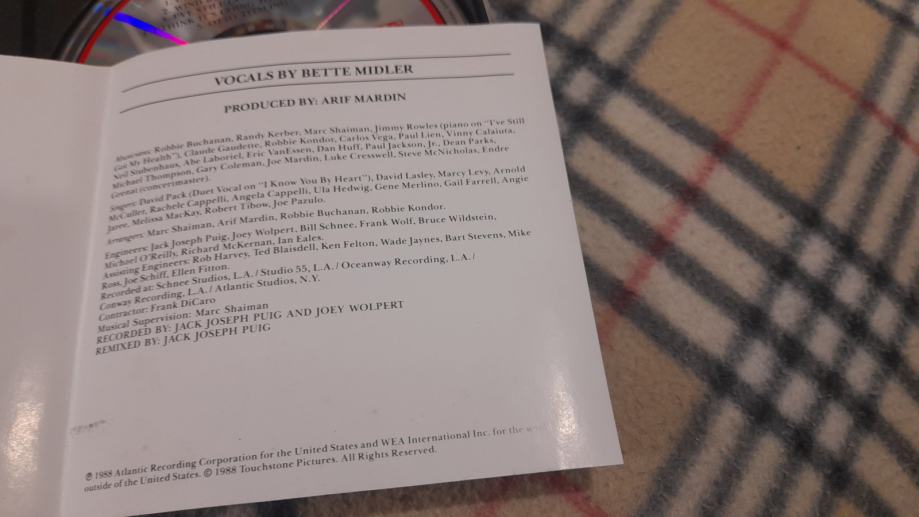 VOCALS BY BETTE MIDLER
PRODUCED BY: ARIF MARDIN
Musicians: Robbie Buchanan, Randy Kerber, Marc Shaiman, Jimmy Rowles (piano on "I've Still
Got My Health"), Claude Gaudette, Robbie Kondor, Carlos Vega, Paul Lien, Vinny Calaiuta,
Neil Stubenhaus, Abe Laboriel, Eric VanEssen, Dan Huff, Paul Jackson, Jr., Dean Parks,
Michael Thompson, Gary Coleman, Joe Mardin, Luke Cresswell, Steve McNicholas, Endre
Granat (concertmaster).
Singers: David Pack (Duet Vocal on "I Know You By Heart"), David Lasley, Marcy Levy, Arnold
McCuller, Rachele Cappelli, Angela Cappelli, Ula Hedwig, Gene Merlino, Gail Farrell, Angie
Jaree, Melissa MacKay, Robert Tibow, Joe Pazulo.
Arrangers: Marc Shaiman, Arif Mardin, Robbie Buchanan, Robbie Kondor.
Engineers: Jack Joseph Puig, Joey Wolpert, Bill Schnee, Frank Wolf, Bruce Wildstein,
Michael O'Reilly, Richard McKernan, Ian Eales.
Assisting Engineers: Rob Harvey, Ted Blaisdell, Ken Felton, Wade Jaynes, Bart Stevens, Mike
Ross, Joe Schiff, Ellen Fitton.
Recorded at: Schnee Studios, L.A. / Studio 55, L.A. / Oceanway Recording, L.A. /
Conway Recording, L.A. / Atlantic Studios, N.Y.
Contractor: Frank DiCaro
Musical Supervision: Marc Shaiman
RECORDED BY: JACK JOSEPH PUIG AND JOEY WOLPERT
REMIXED BY: JACK JOSEPH PUIG
℗ 1988 Atlantic Recording Corporation for the United States and WEA International Inc. for the
outside of the United States. © 1988 Touchstone Pictures. All Rights Reserved.